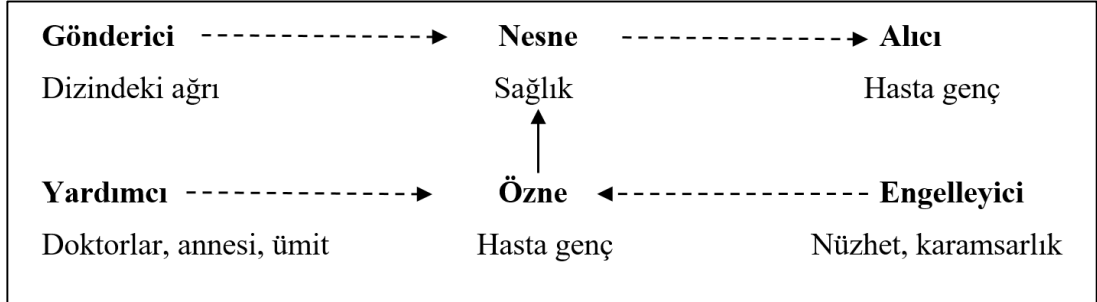 Gönderici Nesne Alıcı
Dizindeki ağrı Sağlık Hasta genç
Yardımcı Özne Engelleyici
Doktorlar, annesi, ümit Hasta genç Nüzhet, karamsarlık